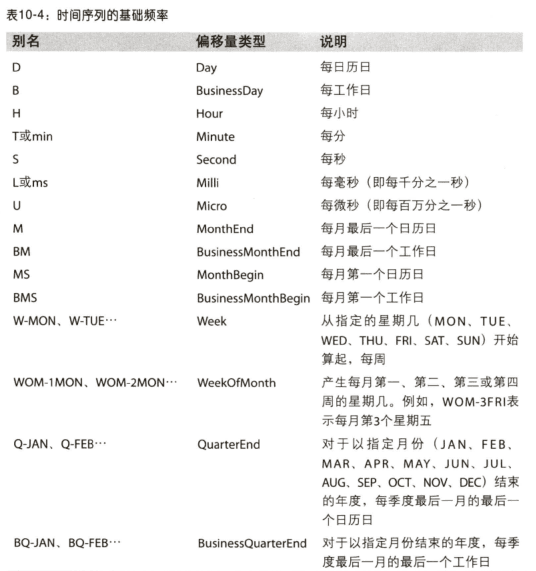 表10-4：时间序列的基础频率
别名 偏移量类型 说明
D Day 每日历日
B BusinessDay 每工作日
H Hour 每小时
T或min Minute 每分
S Second 每秒
L或ms Milli 每毫秒（即每千分之一秒）
U Micro 每微秒（即每百万分之一秒）
M MonthEnd 每月最后一个日历日
BM BusinessMonthEnd 每月最后一个工作日
MS MonthBegin 每月第一个日历日
BMS BusinessMonthBegin 每月第一个工作日
W-MON、W-TUE… Week 从指定的星期几（MON、TUE、
WED、THU、FRI、SAT、SUN）开始
算起，每周
WOM-1MON、WOM-2MON… WeekOfMonth 产生每月第一、第二、第三或第四
周的星期几。例如，WOM-3FRI表
示每月第3个星期五
Q-JAN、Q-FEB… QuarterEnd 对于以指定月份（JAN、FEB、
MAR、APR、MAY、JUN、JUL、
AUG、SEP、OCT、NOV、DEC）结束
的年度，每季度最后一月的最后一
个日历日
BQ-JAN、BQ-FEB… BusinessQuarterEnd 对于以指定月份结束的年度，每季
度最后一月的最后一个工作日